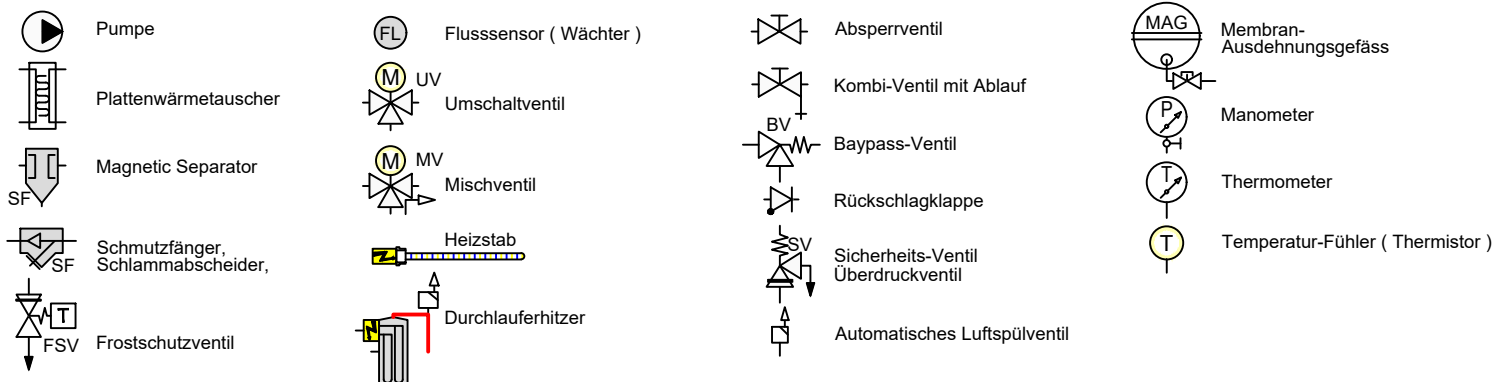 Pumpe
Plattenwärmetauscher
Magnetic Separator
SF
Schmutzfänger,
Schlammabscheider,
SF
T
FSV
Frostschutzventil
FL
Flusssensor ( Wächter )
M
UV
Umschaltventil
M
MV
Mischventil
Heizstab
Durchlauferhitzer
Absperrventil
Kombi-Ventil mit Ablauf
BV
Baypass-Ventil
Rückschlagklappe
SV
Sicherheits-Ventil
Überdruckventil
Automatisches Luftspülventil
MAG
Membran-
Ausdehnungsgefäss
P
Manometer
T
Thermometer
T
Temperatur-Fühler ( Thermistor )